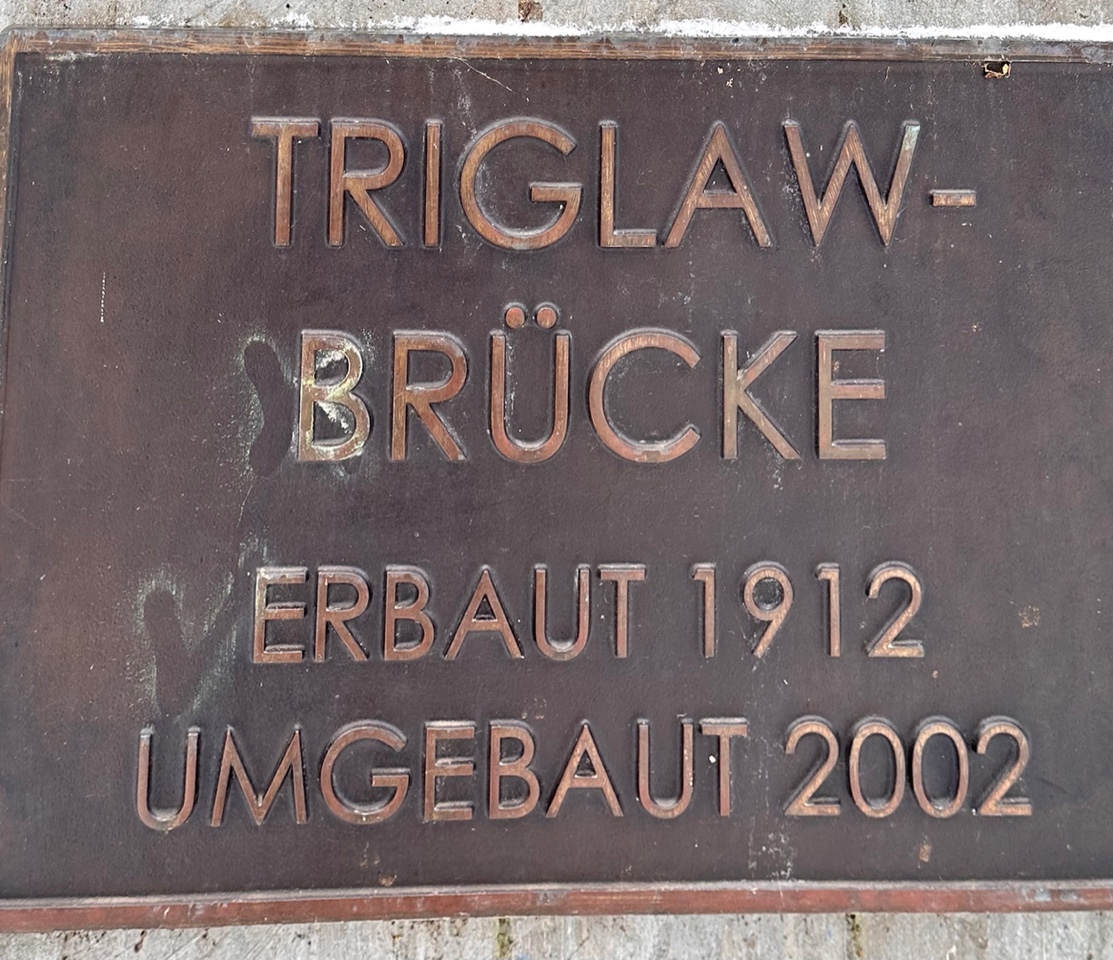 TRIGLAW-
BRÜCKE
ERBAUT 1912
UMGEBAUT 2002